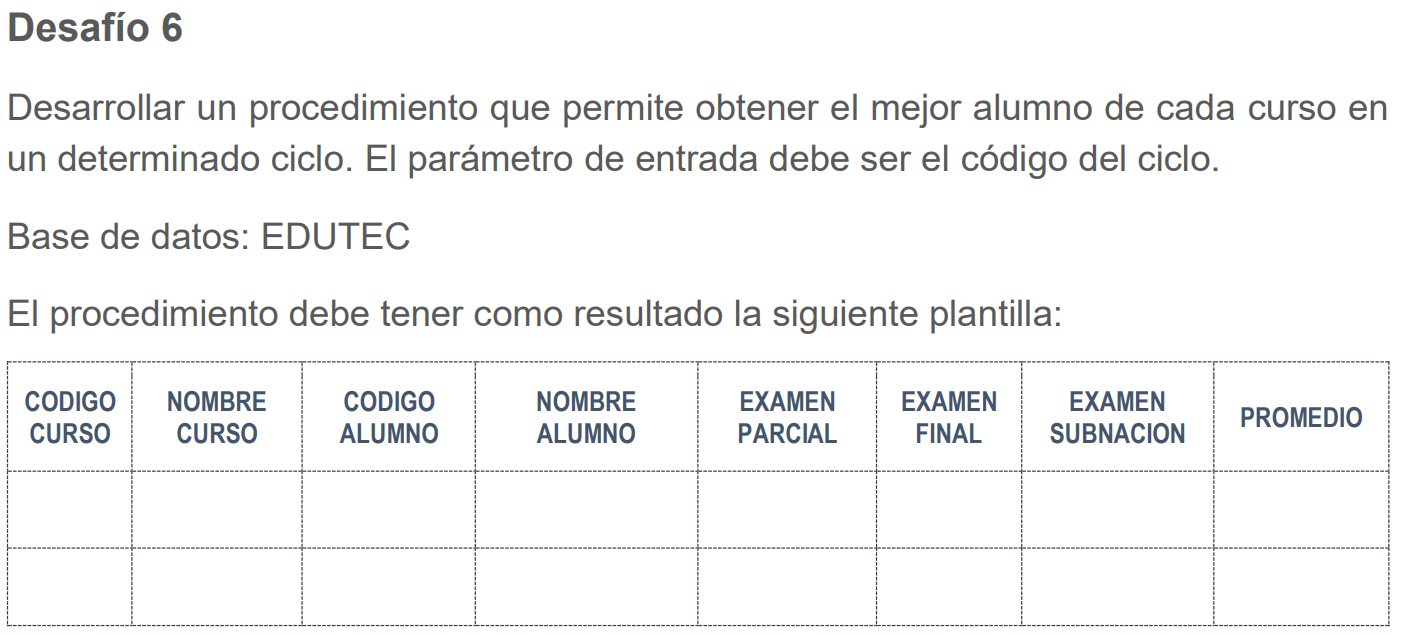 Desafío 6
Desarrollar un procedimiento que permite obtener el mejor alumno de cada curso en
un determinado ciclo. El parámetro de entrada debe ser el código del ciclo.
Base de datos: EDUTEC
El procedimiento debe tener como resultado la siguiente plantilla:
CODIGO CURSO
NOMBRE CURSO
CODIGO ALUMNO
NOMBRE ALUMNO
EXAMEN PARCIAL
EXAMEN FINAL
EXAMEN SUBNACION
PROMEDIO